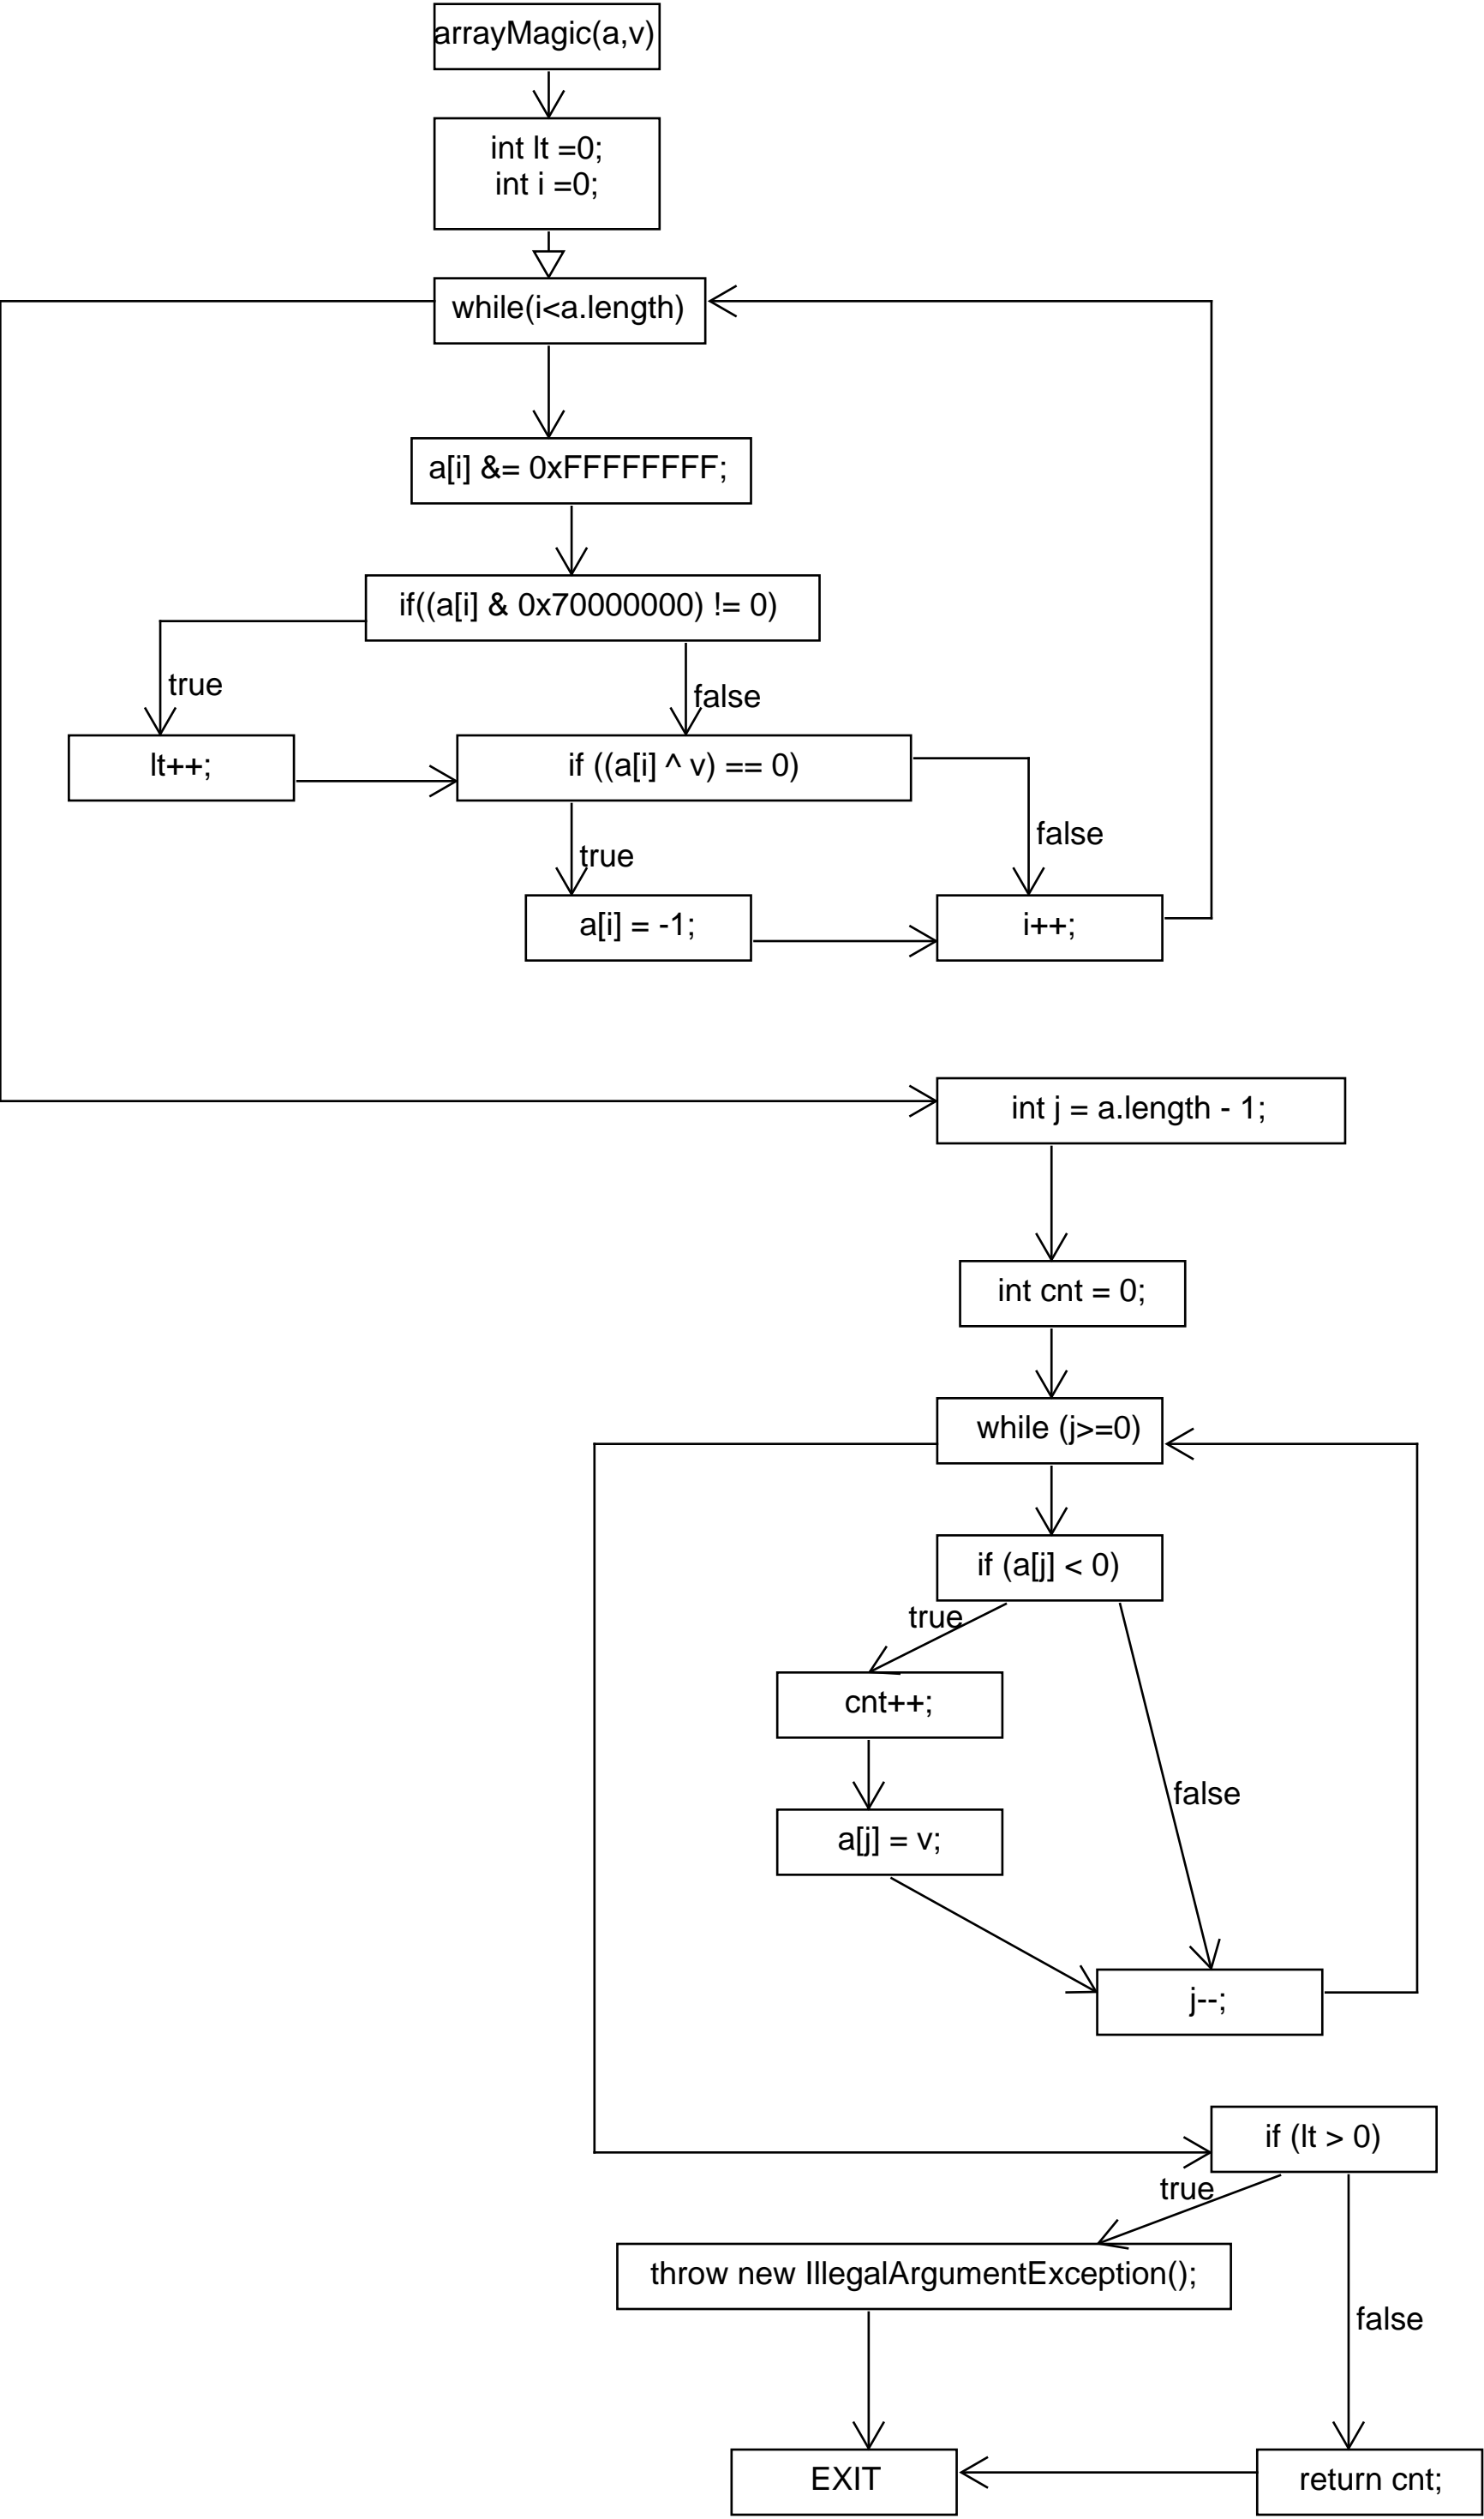 arrayMagic(a,v)
int lt =0;
int i =0;
while(i<a.length)
a[i] &= 0xFFFFFFFF;
if((a[i] & 0x70000000) != 0)
true
false
lt++;
if ((a[i] ^ v) == 0)
true
false
a[i] = -1;
i++;
int j = a.length - 1;
int cnt = 0;
while (j>=0)
if (a[j] < 0)
true
cnt++;
false
a[j] = v;
j--;
if (lt > 0)
true
throw new IllegalArgumentException();
false
EXIT
return cnt;